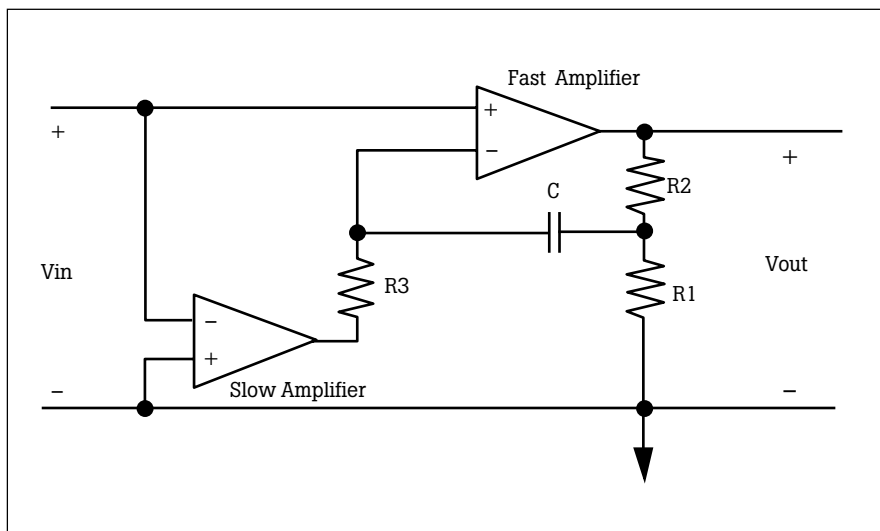 Fast Amplifier
+
+
−
+
R2
C
Vin
R3
R1
Vout
−
+
−
Slow Amplifier
−